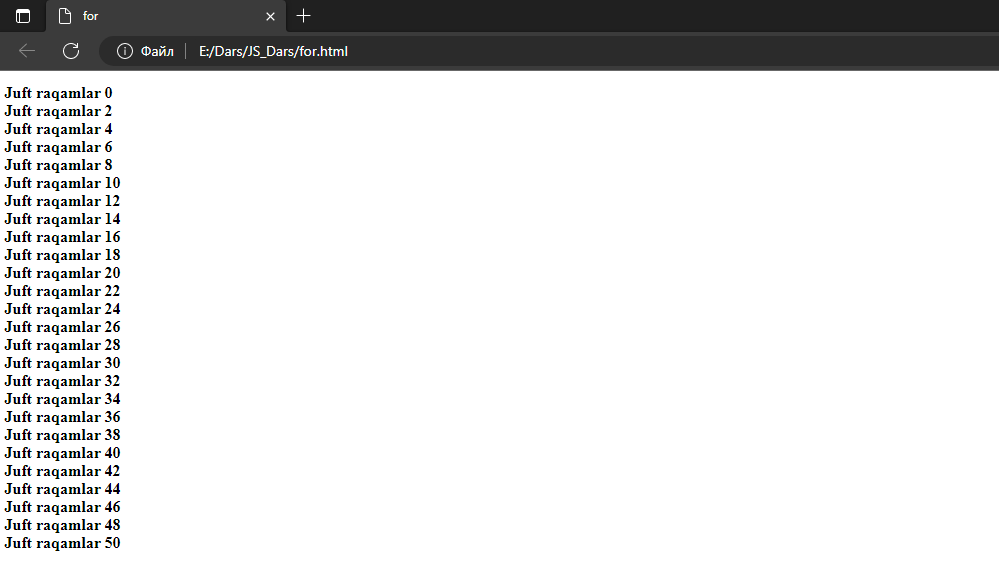 for
Файл E:/Dars/JS_Dars/for.html
Juft raqamlar 0
Juft raqamlar 2
Juft raqamlar 4
Juft raqamlar 6
Juft raqamlar 8
Juft raqamlar 10
Juft raqamlar 12
Juft raqamlar 14
Juft raqamlar 16
Juft raqamlar 18
Juft raqamlar 20
Juft raqamlar 22
Juft raqamlar 24
Juft raqamlar 26
Juft raqamlar 28
Juft raqamlar 30
Juft raqamlar 32
Juft raqamlar 34
Juft raqamlar 36
Juft raqamlar 38
Juft raqamlar 40
Juft raqamlar 42
Juft raqamlar 44
Juft raqamlar 46
Juft raqamlar 48
Juft raqamlar 50